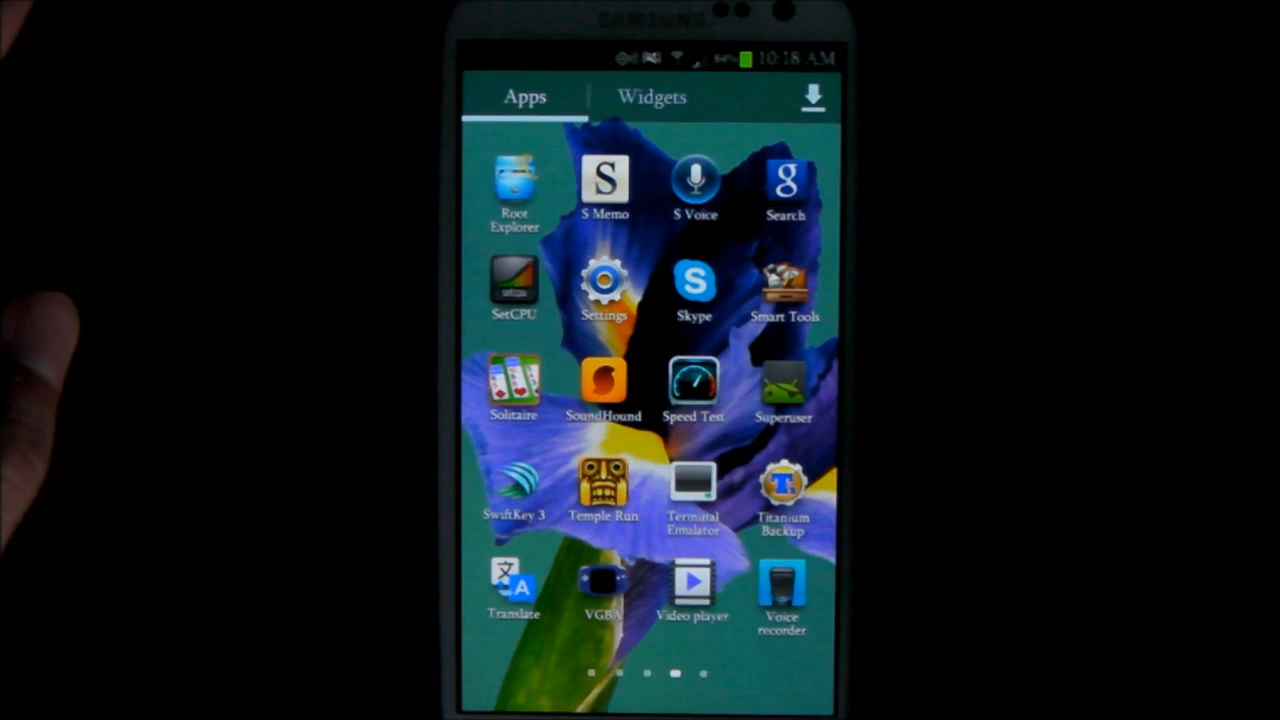 SAMSUNG
10:18 AM
Apps
Widgets
S
g
Root
Explorer
S Memo
S Voice
Search
S
SetCPU
Settings
Skype
Smart Tools
Solitaire
SoundHound
Speed Test
Superuser
T
SwiftKey 3
Temple Run
Terminal
Emulator
Titanium
Backup
文
A
Translate
VGBA
Video player
Voice
recorder